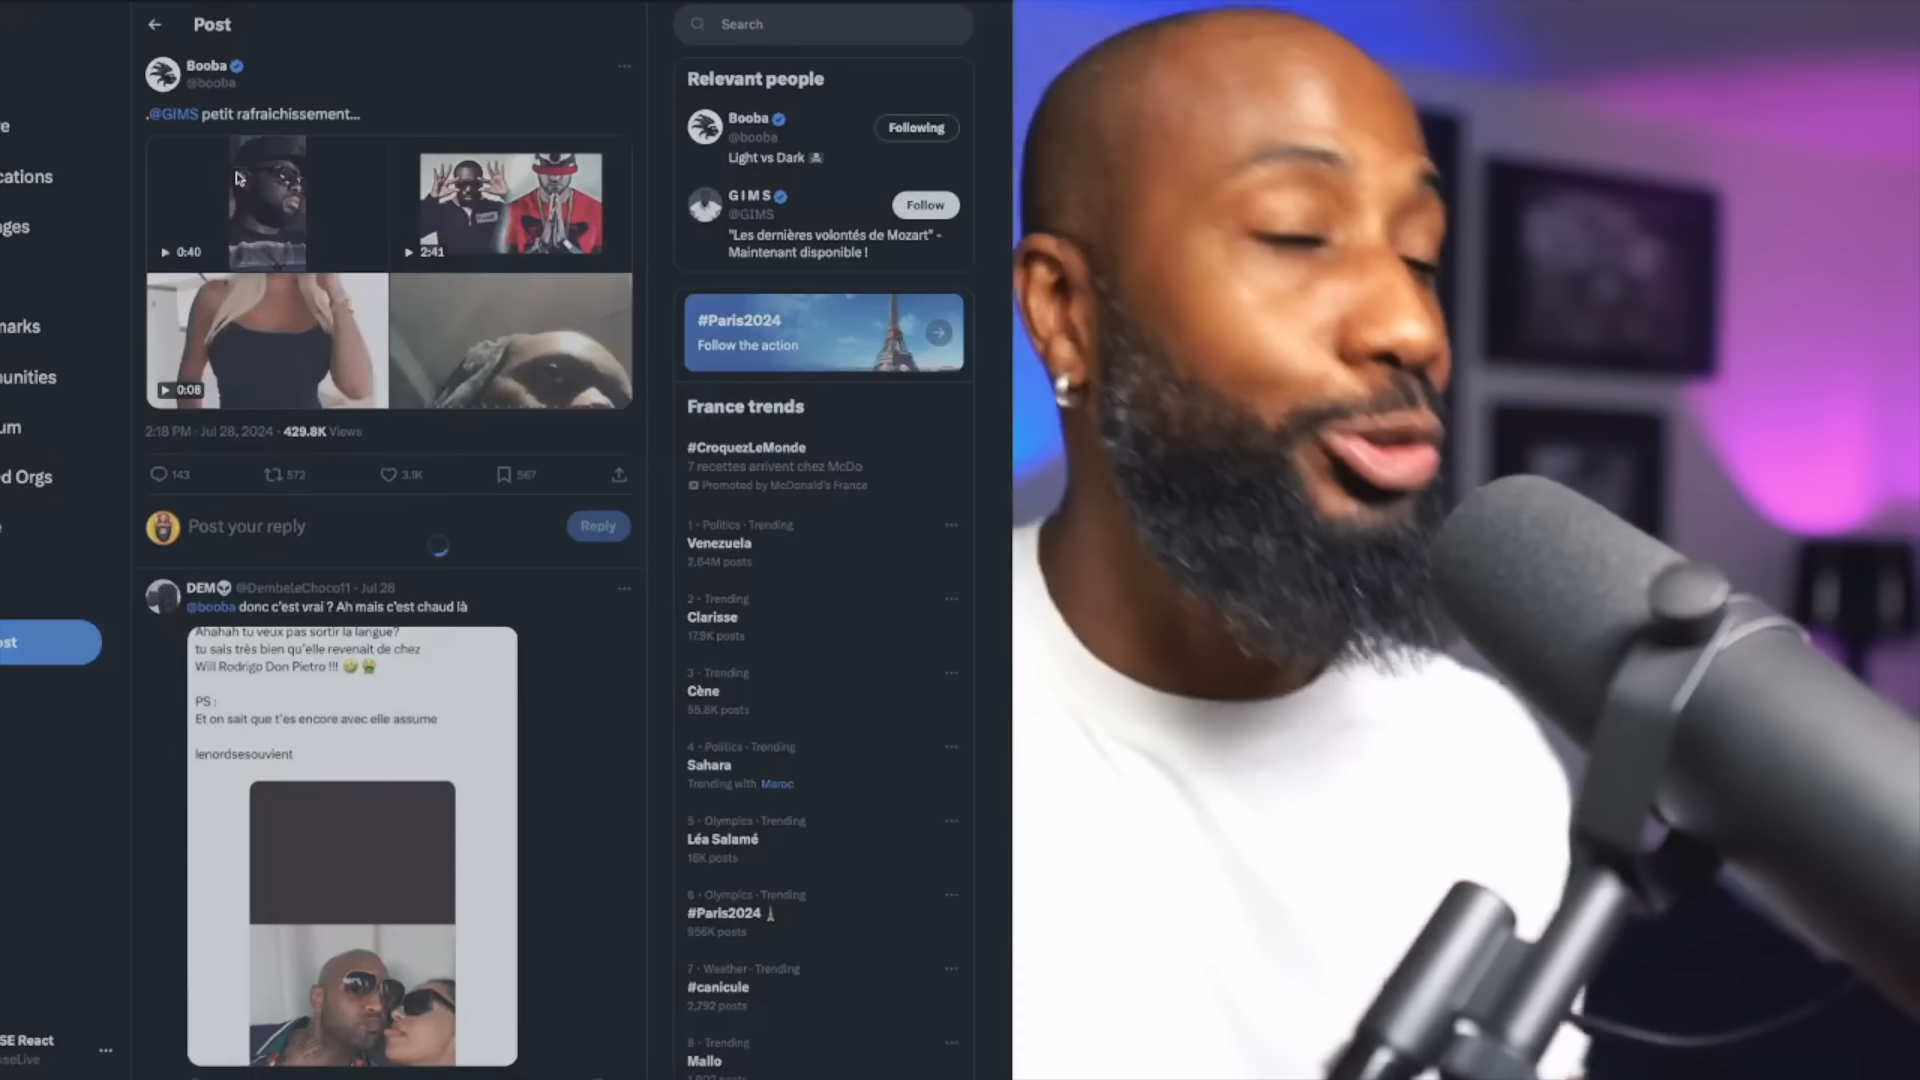 Post
Booba
@booba
.@GIMS petit rafraichissement...
0:40
2:41
0:08
2:18 PM · Jul 28, 2024 · 429.8K Views
143
572
3.1K
567
Post your reply
Reply
DEM @DembeleChoco11 · Jul 28
@booba donc c'est vrai ? Ah mais c'est chaud là
Ahahah tu veux pas sortir la langue?
tu sais très bien qu'elle revenait de chez
Will Rodrigo Don Pietro !!! 🤣🤮
PS :
Et on sait que t'es encore avec elle assume
lenordsesouvient
Search
Relevant people
Booba
@booba
Following
Light vs Dark ☠
GIMS
@GIMS
Follow
"Les dernières volontés de Mozart" -
Maintenant disponible !
#Paris2024
Follow the action
France trends
#CroquezLeMonde
7 recettes arrivent chez McDo
Promoted by McDonald's France
1 · Politics · Trending
Venezuela
2.64M posts
2 · Trending
Clarisse
17.9K posts
3 · Trending
Cène
55.8K posts
4 · Politics · Trending
Sahara
Trending with Maroc
5 · Olympics · Trending
Léa Salamé
16K posts
6 · Olympics · Trending
#Paris2024
956K posts
7 · Weather · Trending
#canicule
2,792 posts
8 · Trending
Mallo
cations
ges
marks
unities
um
d Orgs
st
SE React
sseLive